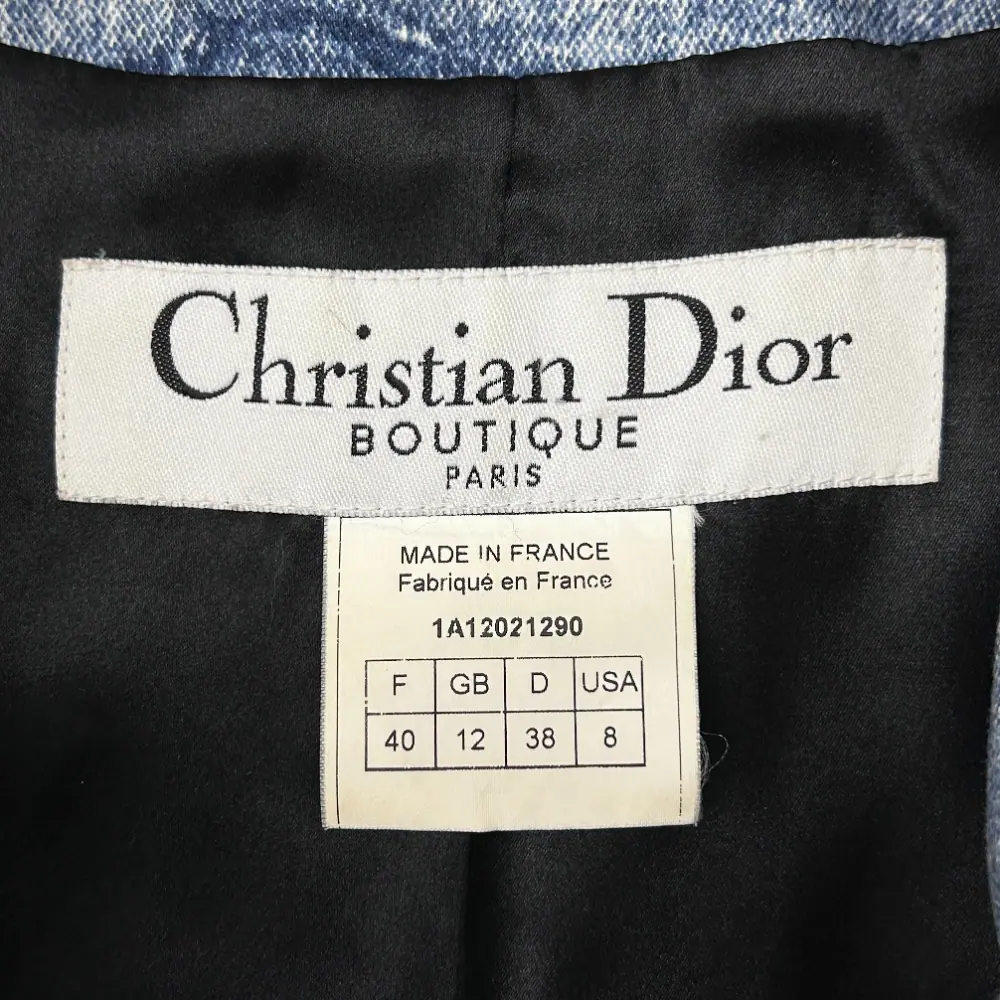 Christian Dior
BOUTIQUE
PARIS
MADE IN FRANCE
Fabriqué en France
1A12021290
F GB D USA
40 12 38 8